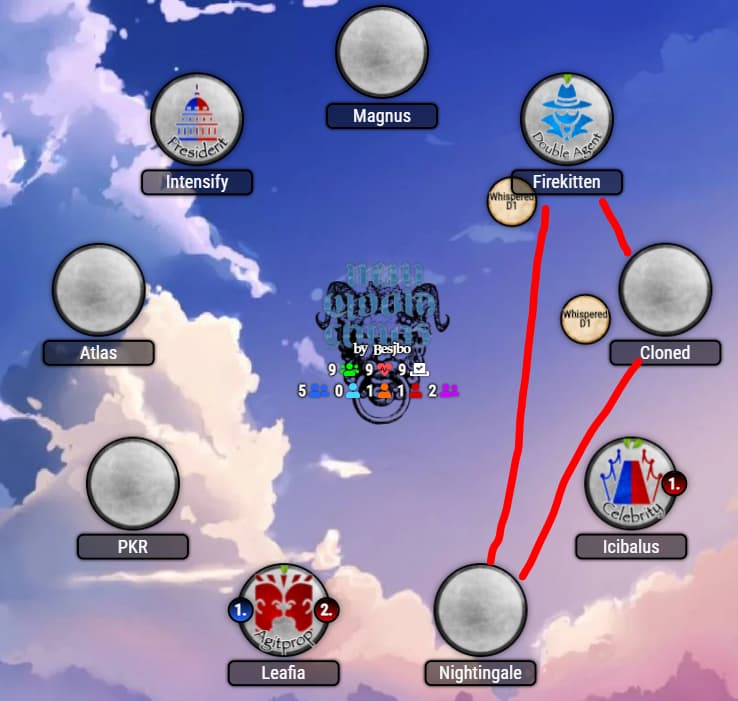 Magnus
President
Intensify
Double Agent
Firekitten
Whispered
D1
Atlas
Whispered
D1
Cloned
by Besjbo
9 9 9
5 0 1 1 2
PKR
Celebrity
1.
Icibalus
1.
Agitprop
2.
Leafia
Nightingale